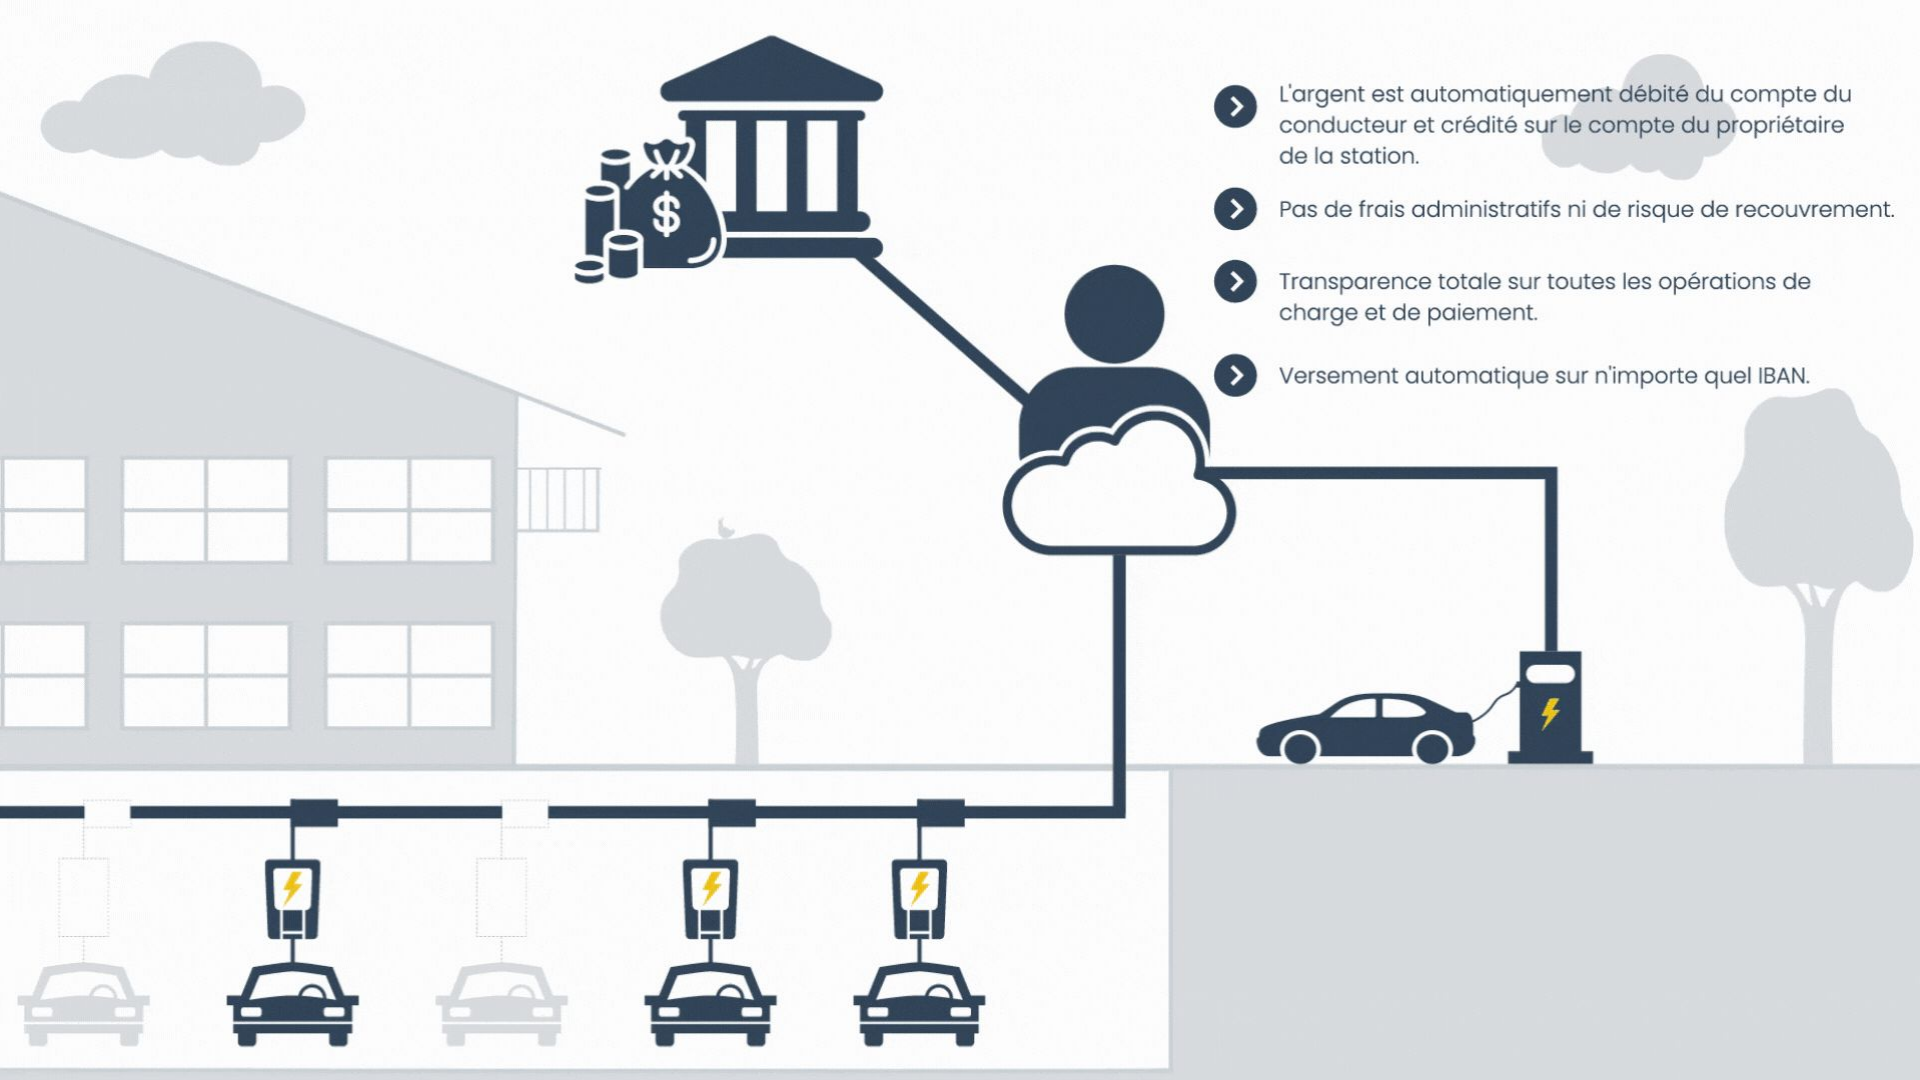 L'argent est automatiquement débité du compte du
conducteur et crédité sur le compte du propriétaire
de la station.
Pas de frais administratifs ni de risque de recouvrement.
Transparence totale sur toutes les opérations de
charge et de paiement.
Versement automatique sur n'importe quel IBAN.
$